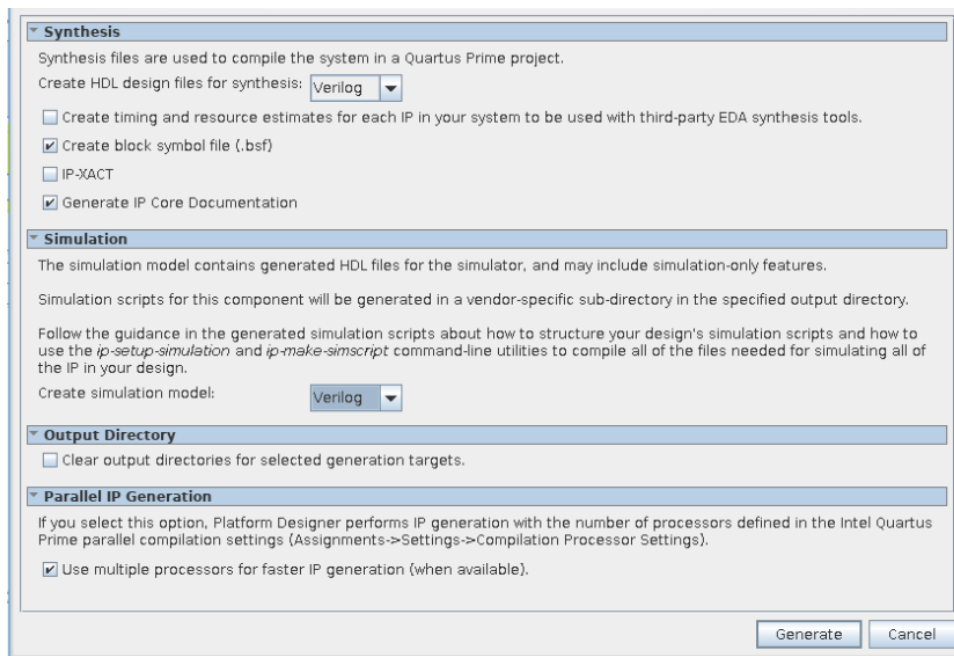 Synthesis
Synthesis files are used to compile the system in a Quartus Prime project.
Create HDL design files for synthesis: Verilog
Create timing and resource estimates for each IP in your system to be used with third-party EDA synthesis tools.
Create block symbol file (.bsf)
IP-XACT
Generate IP Core Documentation
Simulation
The simulation model contains generated HDL files for the simulator, and may include simulation-only features.
Simulation scripts for this component will be generated in a vendor-specific sub-directory in the specified output directory.
Follow the guidance in the generated simulation scripts about how to structure your design's simulation scripts and how to
use the ip-setup-simulation and ip-make-simscript command-line utilities to compile all of the files needed for simulating all of
the IP in your design.
Create simulation model: Verilog
Output Directory
Clear output directories for selected generation targets.
Parallel IP Generation
If you select this option, Platform Designer performs IP generation with the number of processors defined in the Intel Quartus
Prime parallel compilation settings (Assignments->Settings->Compilation Processor Settings).
Use multiple processors for faster IP generation (when available).
Generate Cancel